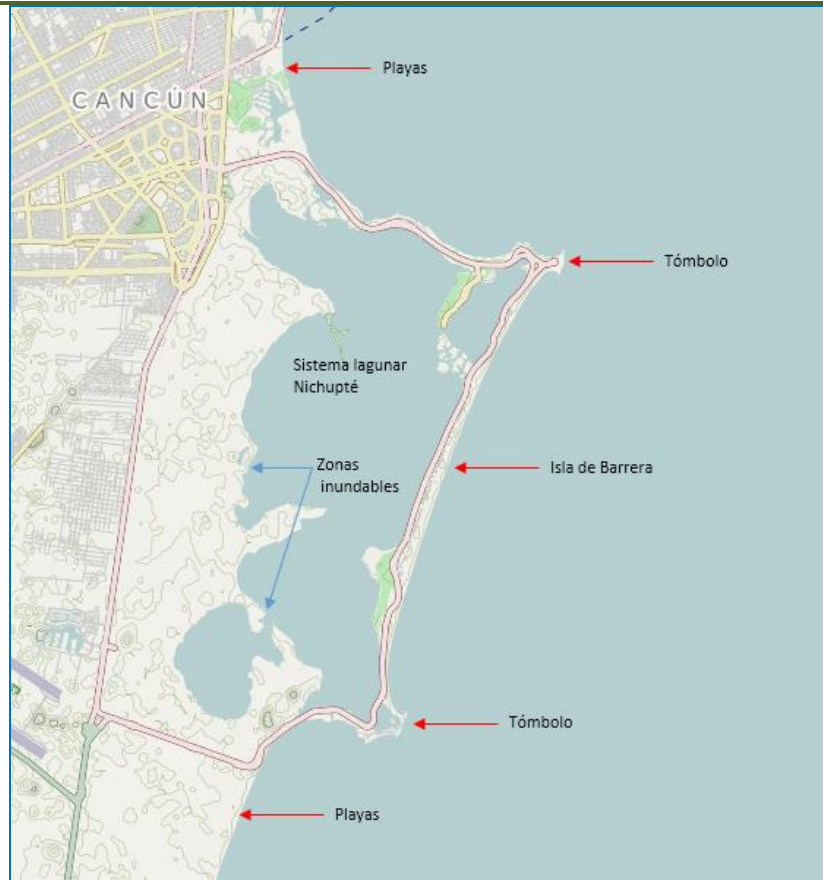 Playas
CANCÚN
Tómbolo
Sistema lagunar
Nichupté
Zonas
inundables
Isla de Barrera
Tómbolo
Playas